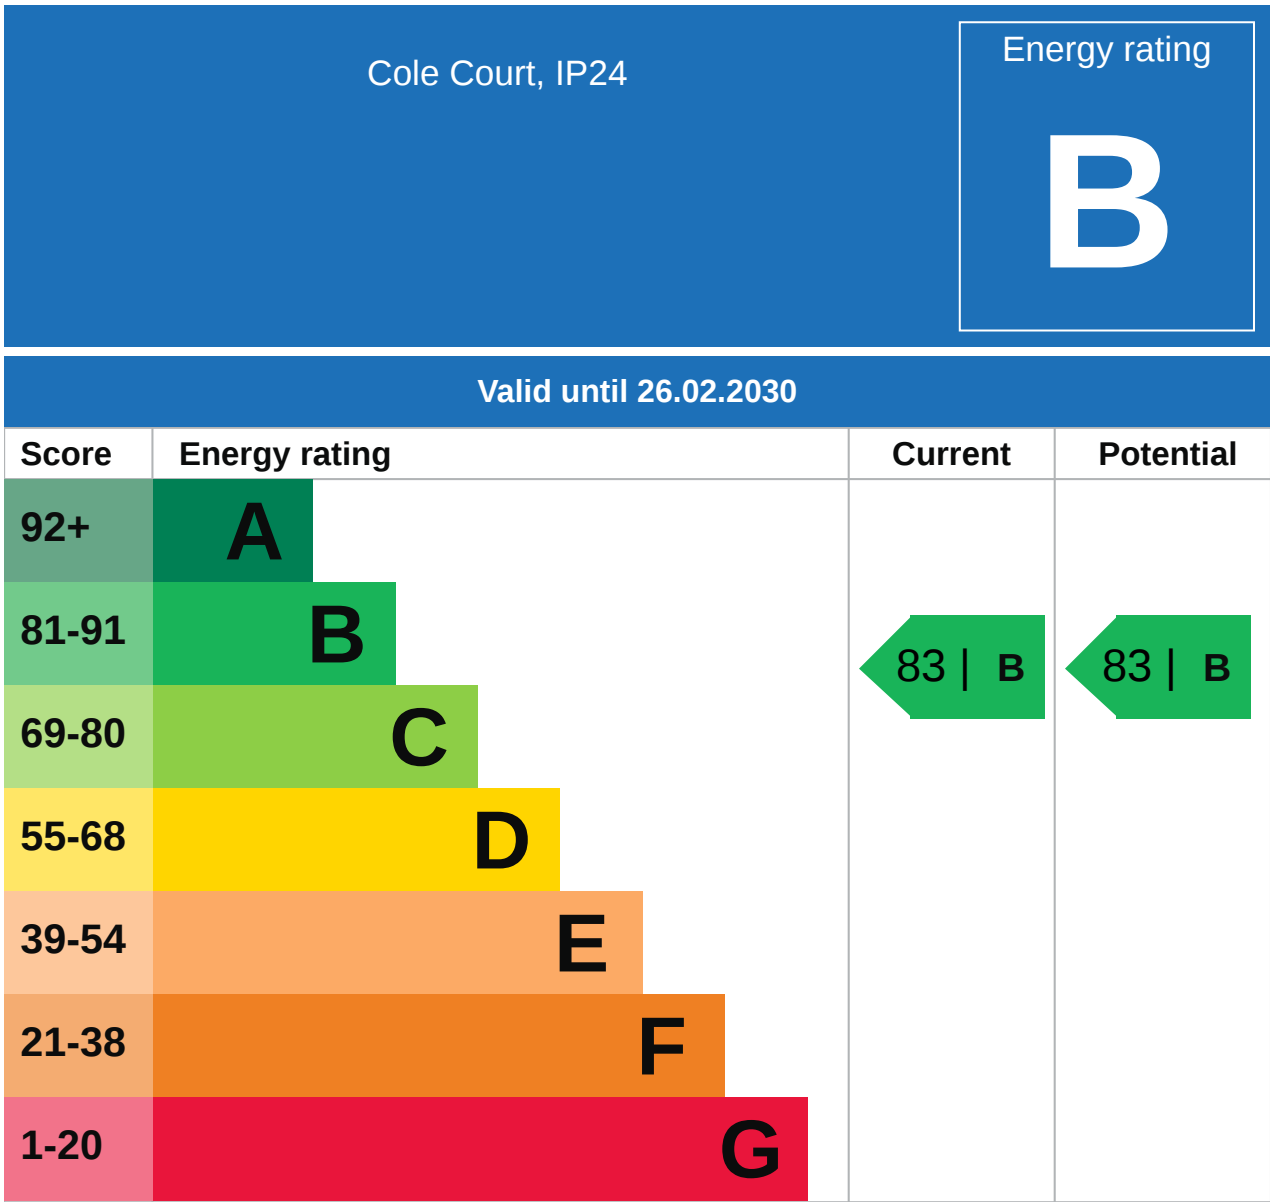 Cole Court, IP24
Energy rating
B
Valid until 26.02.2030
Score Energy rating Current Potential
92+ A
81-91 B
83 | B 83 | B
69-80 C
55-68 D
39-54 E
21-38 F
1-20 G